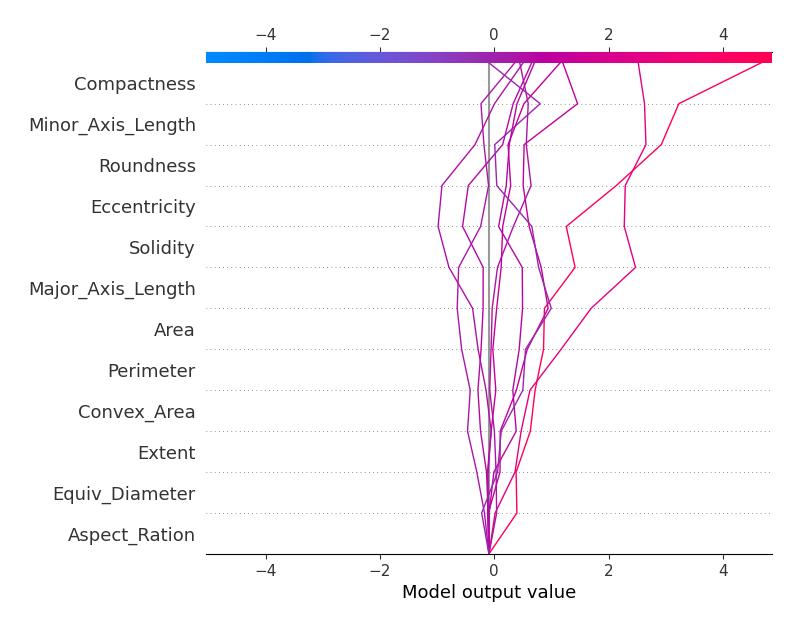 −4 −2 0 2 4
Compactness
Minor_Axis_Length
Roundness
Eccentricity
Solidity
Major_Axis_Length
Area
Perimeter
Convex_Area
Extent
Equiv_Diameter
Aspect_Ration
−4 −2 0 2 4
Model output value